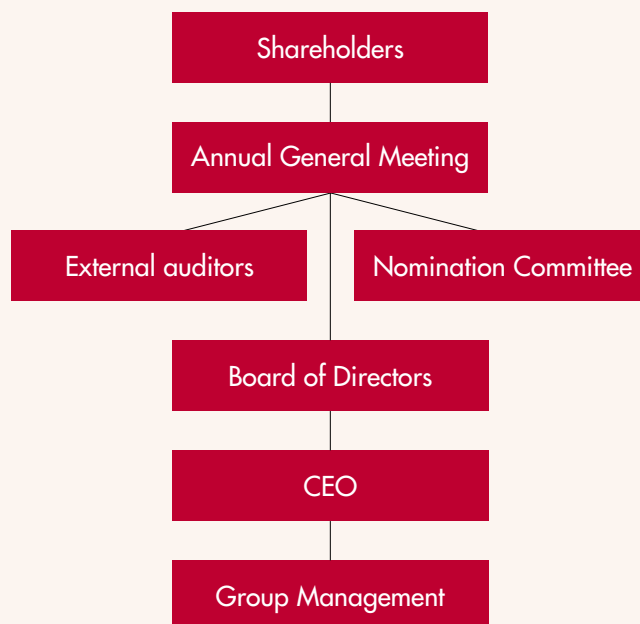 Shareholders
Annual General Meeting
External auditors
Nomination Committee
Board of Directors
CEO
Group Management